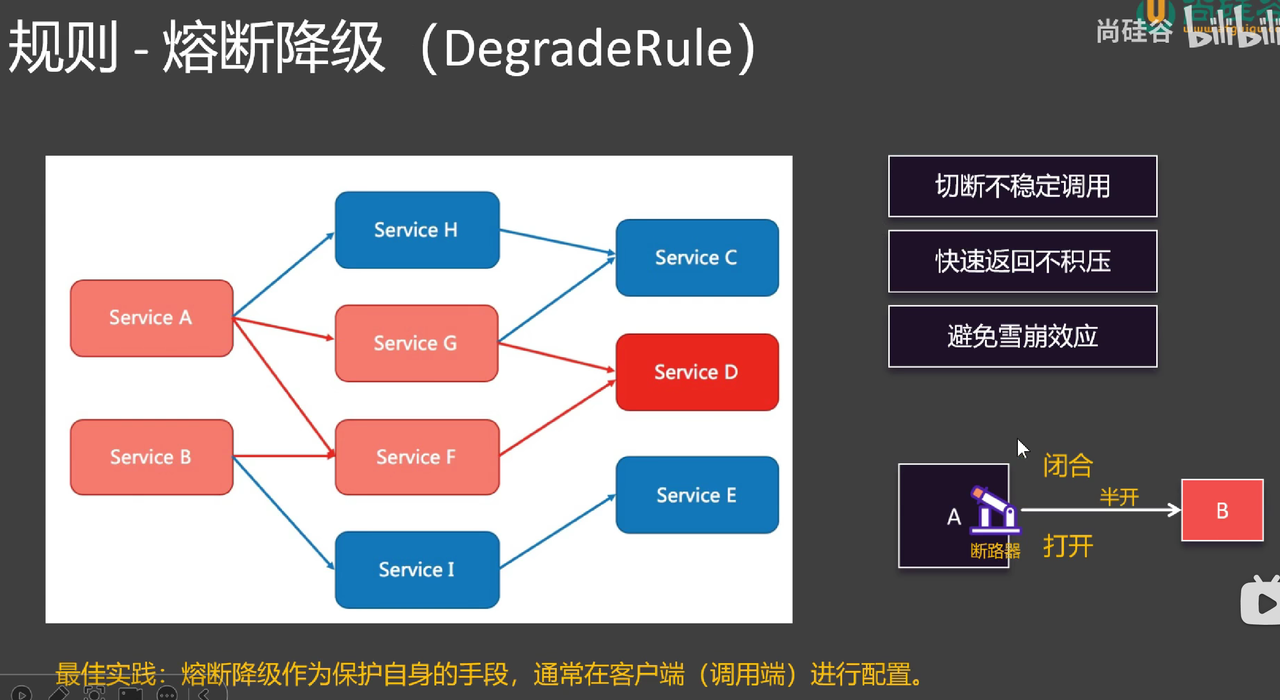 规则 - 熔断降级（DegradeRule）
尚硅谷 bilibili
Service H
Service C
Service A
Service G
Service D
Service B
Service F
Service E
Service I
切断不稳定调用
快速返回不积压
避免雪崩效应
闭合
半开
A
B
断路器
打开
最佳实践：熔断降级作为保护自身的手段，通常在客户端（调用端）进行配置。